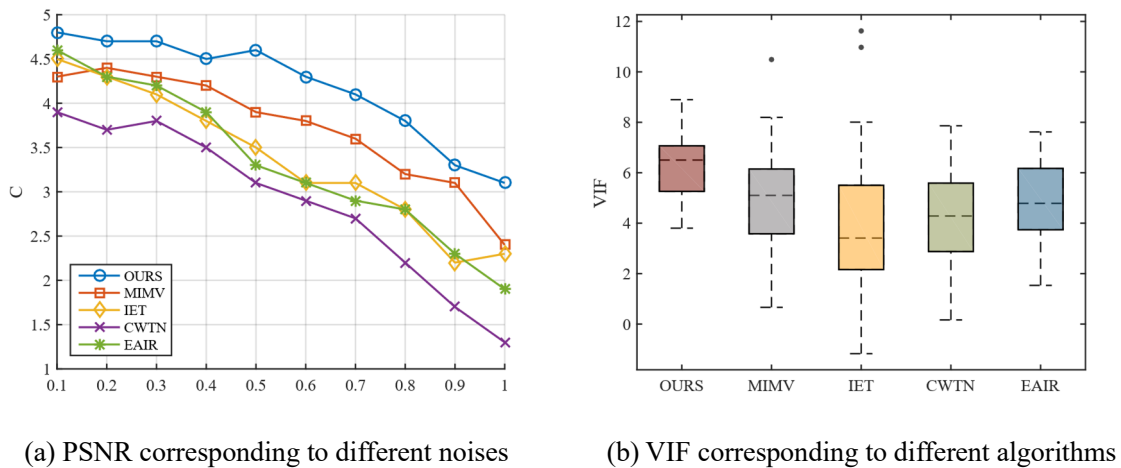 5
4.5
4
3.5
3
2.5
2
1.5
1
C
OURS
MIMV
IET
CWTN
EAIR
0.1 0.2 0.3 0.4 0.5 0.6 0.7 0.8 0.9 1
(a) PSNR corresponding to different noises
12
10
8
6
4
2
0
VIF
OURS MIMV IET CWTN EAIR
(b) VIF corresponding to different algorithms